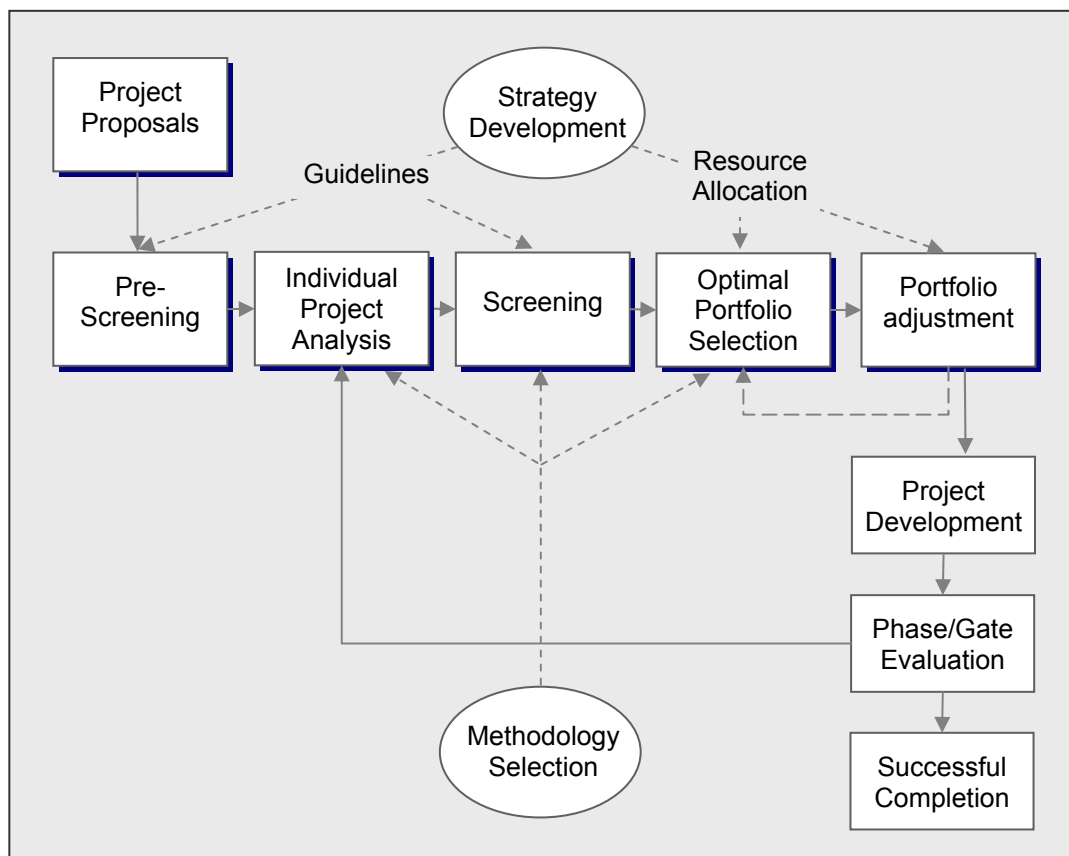 Project
Proposals
Strategy
Development
Guidelines
Resource
Allocation
Pre-
Screening
Individual
Project
Analysis
Screening
Optimal
Portfolio
Selection
Portfolio
adjustment
Project
Development
Phase/Gate
Evaluation
Methodology
Selection
Successful
Completion